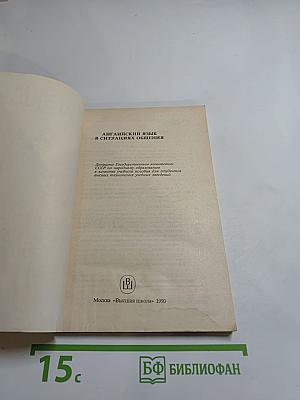 АНГЛИЙСКИЙ ЯЗЫК
В СИТУАЦИЯХ ОБЩЕНИЯ
Допущено Государственным комитетом
СССР по народному образованию
в качестве учебного пособия для студентов
высших технических учебных заведений
В
Ш
Москва «Высшая школа» 1990
15с
БФ БИБЛИОФАН